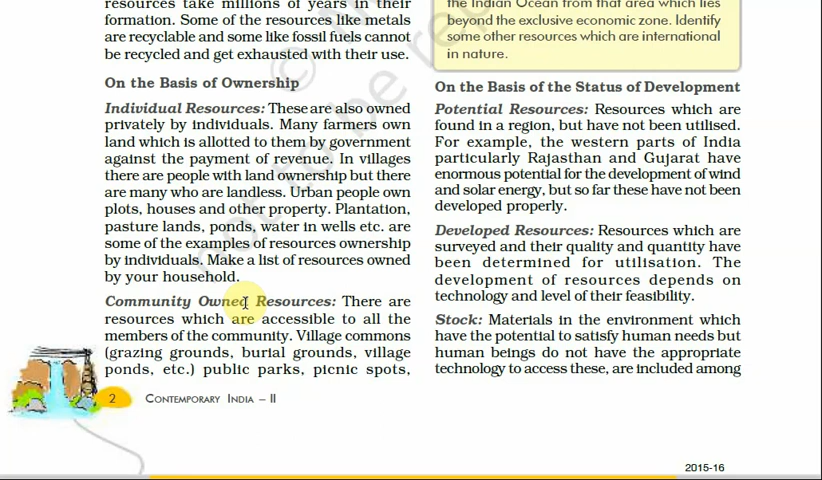 resources take millions of years in their
formation. Some of the resources like metals
are recyclable and some like fossil fuels cannot
be recycled and get exhausted with their use.
On the Basis of Ownership
Individual Resources: These are also owned
privately by individuals. Many farmers own
land which is allotted to them by government
against the payment of revenue. In villages
there are people with land ownership but there
are many who are landless. Urban people own
plots, houses and other property. Plantation,
pasture lands, ponds, water in wells etc. are
some of the examples of resources ownership
by individuals. Make a list of resources owned
by your household.
Community Owned Resources: There are
resources which are accessible to all the
members of the community. Village commons
(grazing grounds, burial grounds, village
ponds, etc.) public parks, picnic spots,
the Indian Ocean from that area which lies
beyond the exclusive economic zone. Identify
some other resources which are international
in nature.
On the Basis of the Status of Development
Potential Resources: Resources which are
found in a region, but have not been utilised.
For example, the western parts of India
particularly Rajasthan and Gujarat have
enormous potential for the development of wind
and solar energy, but so far these have not been
developed properly.
Developed Resources: Resources which are
surveyed and their quality and quantity have
been determined for utilisation. The
development of resources depends on
technology and level of their feasibility.
Stock: Materials in the environment which
have the potential to satisfy human needs but
human beings do not have the appropriate
technology to access these, are included among
2 CONTEMPORARY INDIA – II
2015-16
not to be re
©